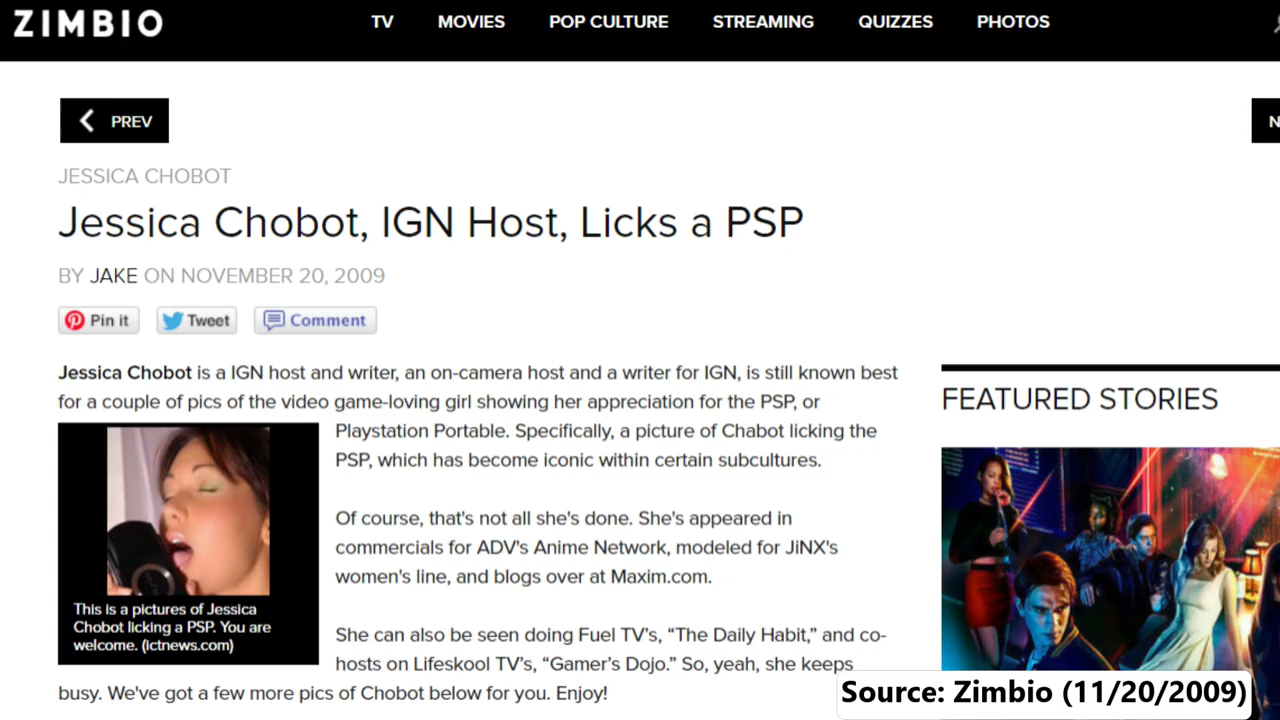 ZIMBIO
TV MOVIES POP CULTURE STREAMING QUIZZES PHOTOS
PREV
N
JESSICA CHOBOT
Jessica Chobot, IGN Host, Licks a PSP
BY JAKE ON NOVEMBER 20, 2009
Pin it Tweet Comment
Jessica Chobot is a IGN host and writer, an on-camera host and a writer for IGN, is still known best
for a couple of pics of the video game-loving girl showing her appreciation for the PSP, or
Playstation Portable. Specifically, a picture of Chabot licking the
PSP, which has become iconic within certain subcultures.
Of course, that's not all she's done. She's appeared in
commercials for ADV's Anime Network, modeled for JiNX's
women's line, and blogs over at Maxim.com.
This is a pictures of Jessica
Chobot licking a PSP. You are
welcome. (ictnews.com)
She can also be seen doing Fuel TV's, “The Daily Habit,” and co-
hosts on Lifeskool TV's, “Gamer's Dojo.” So, yeah, she keeps
busy. We've got a few more pics of Chobot below for you. Enjoy!
FEATURED STORIES
Source: Zimbio (11/20/2009)